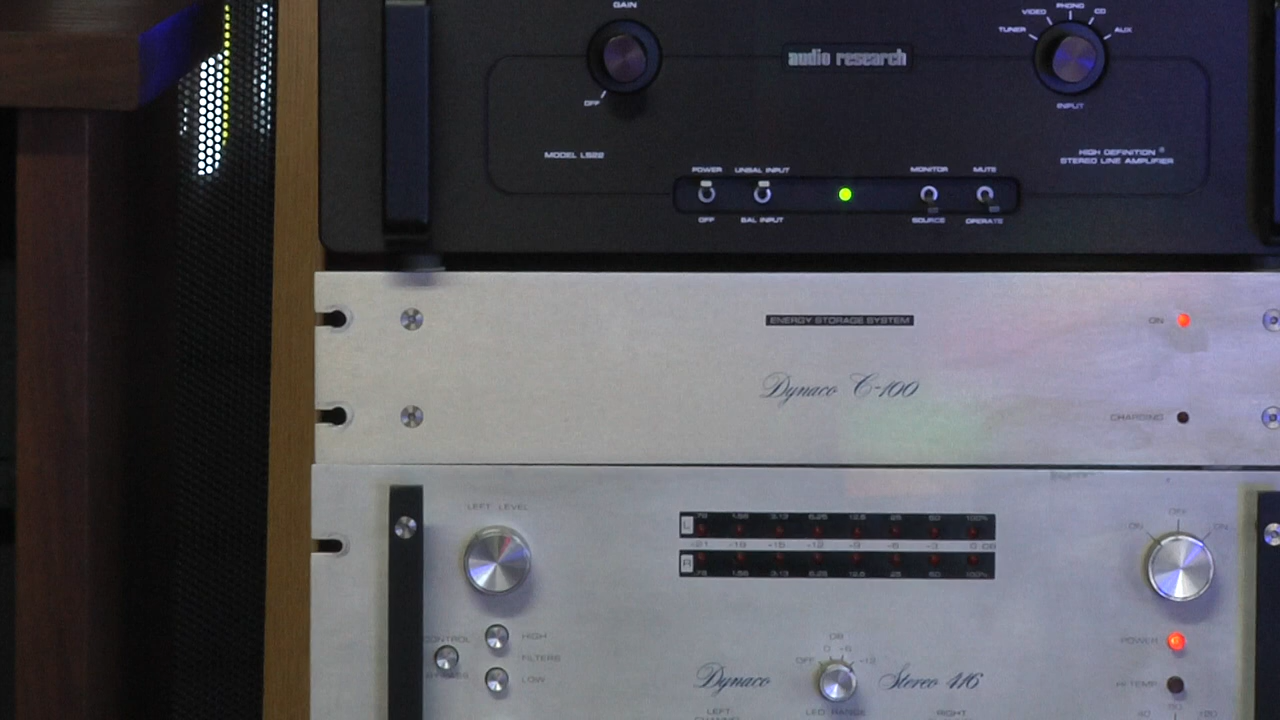 GAIN
OFF
audio research
VIDEO PHONO CD
TUNER AUX
INPUT
MODEL LS22
HIGH DEFINITION ®
STEREO LINE AMPLIFIER
POWER UNBAL INPUT MONITOR MUTE
OFF BAL INPUT SOURCE OPERATE
ENERGY STORAGE SYSTEM
ON
Dynaco C-100
CHARGING
LEFT LEVEL
L .78 1.56 3.13 6.25 12.5 25 50 100%
-21 -18 -15 -12 -9 -6 -3 0 DB
R .78 1.56 3.13 6.25 12.5 25 50 100%
OFF
ON ON
CONTROL HIGH
FILTERS
BYPASS LOW
DB
0 -6
OFF -12
POWER
HI TEMP
Dynaco Stereo 416
LEFT LED RANGE RIGHT
CHANNEL